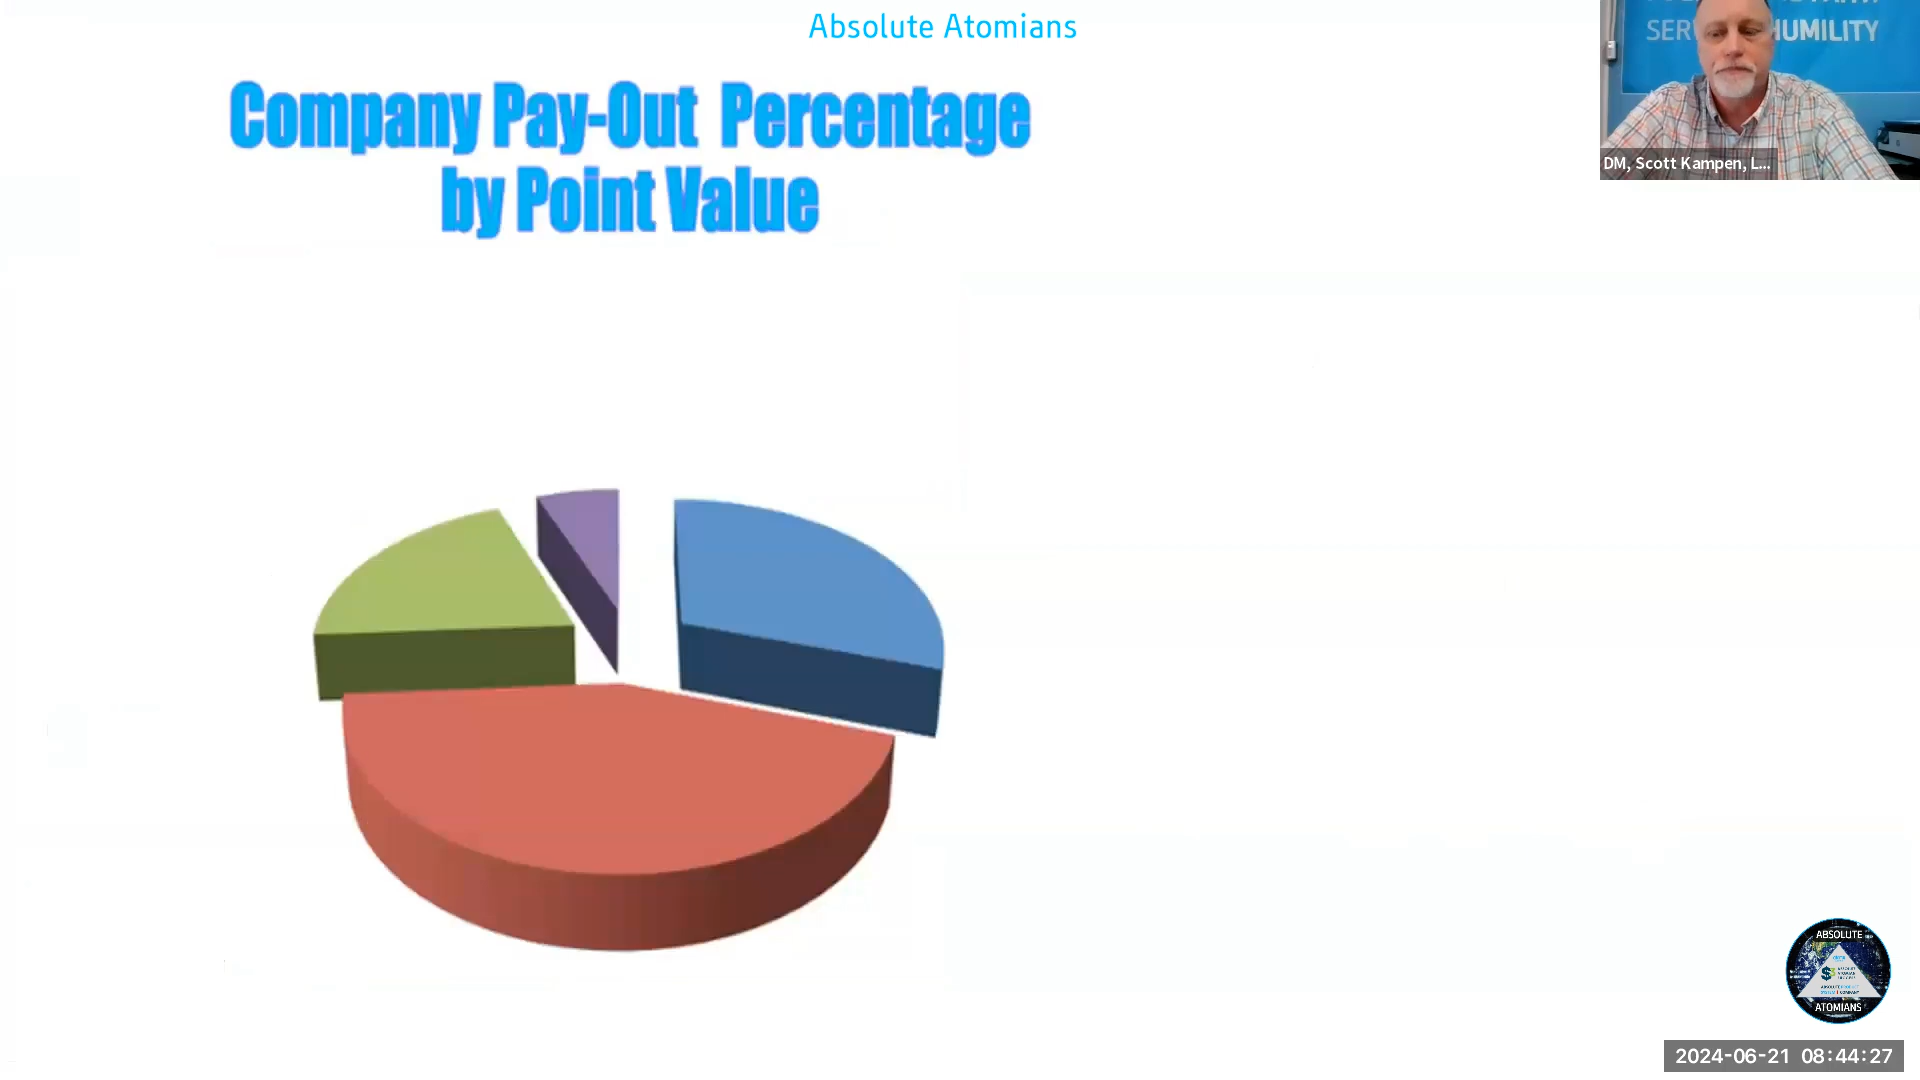 Absolute Atomians
Company Pay-Out Percentage
by Point Value
HUMILITY
DM, Scott Kampen, L...
ABSOLUTE
ATOMIANS
2024-06-21 08:44:27